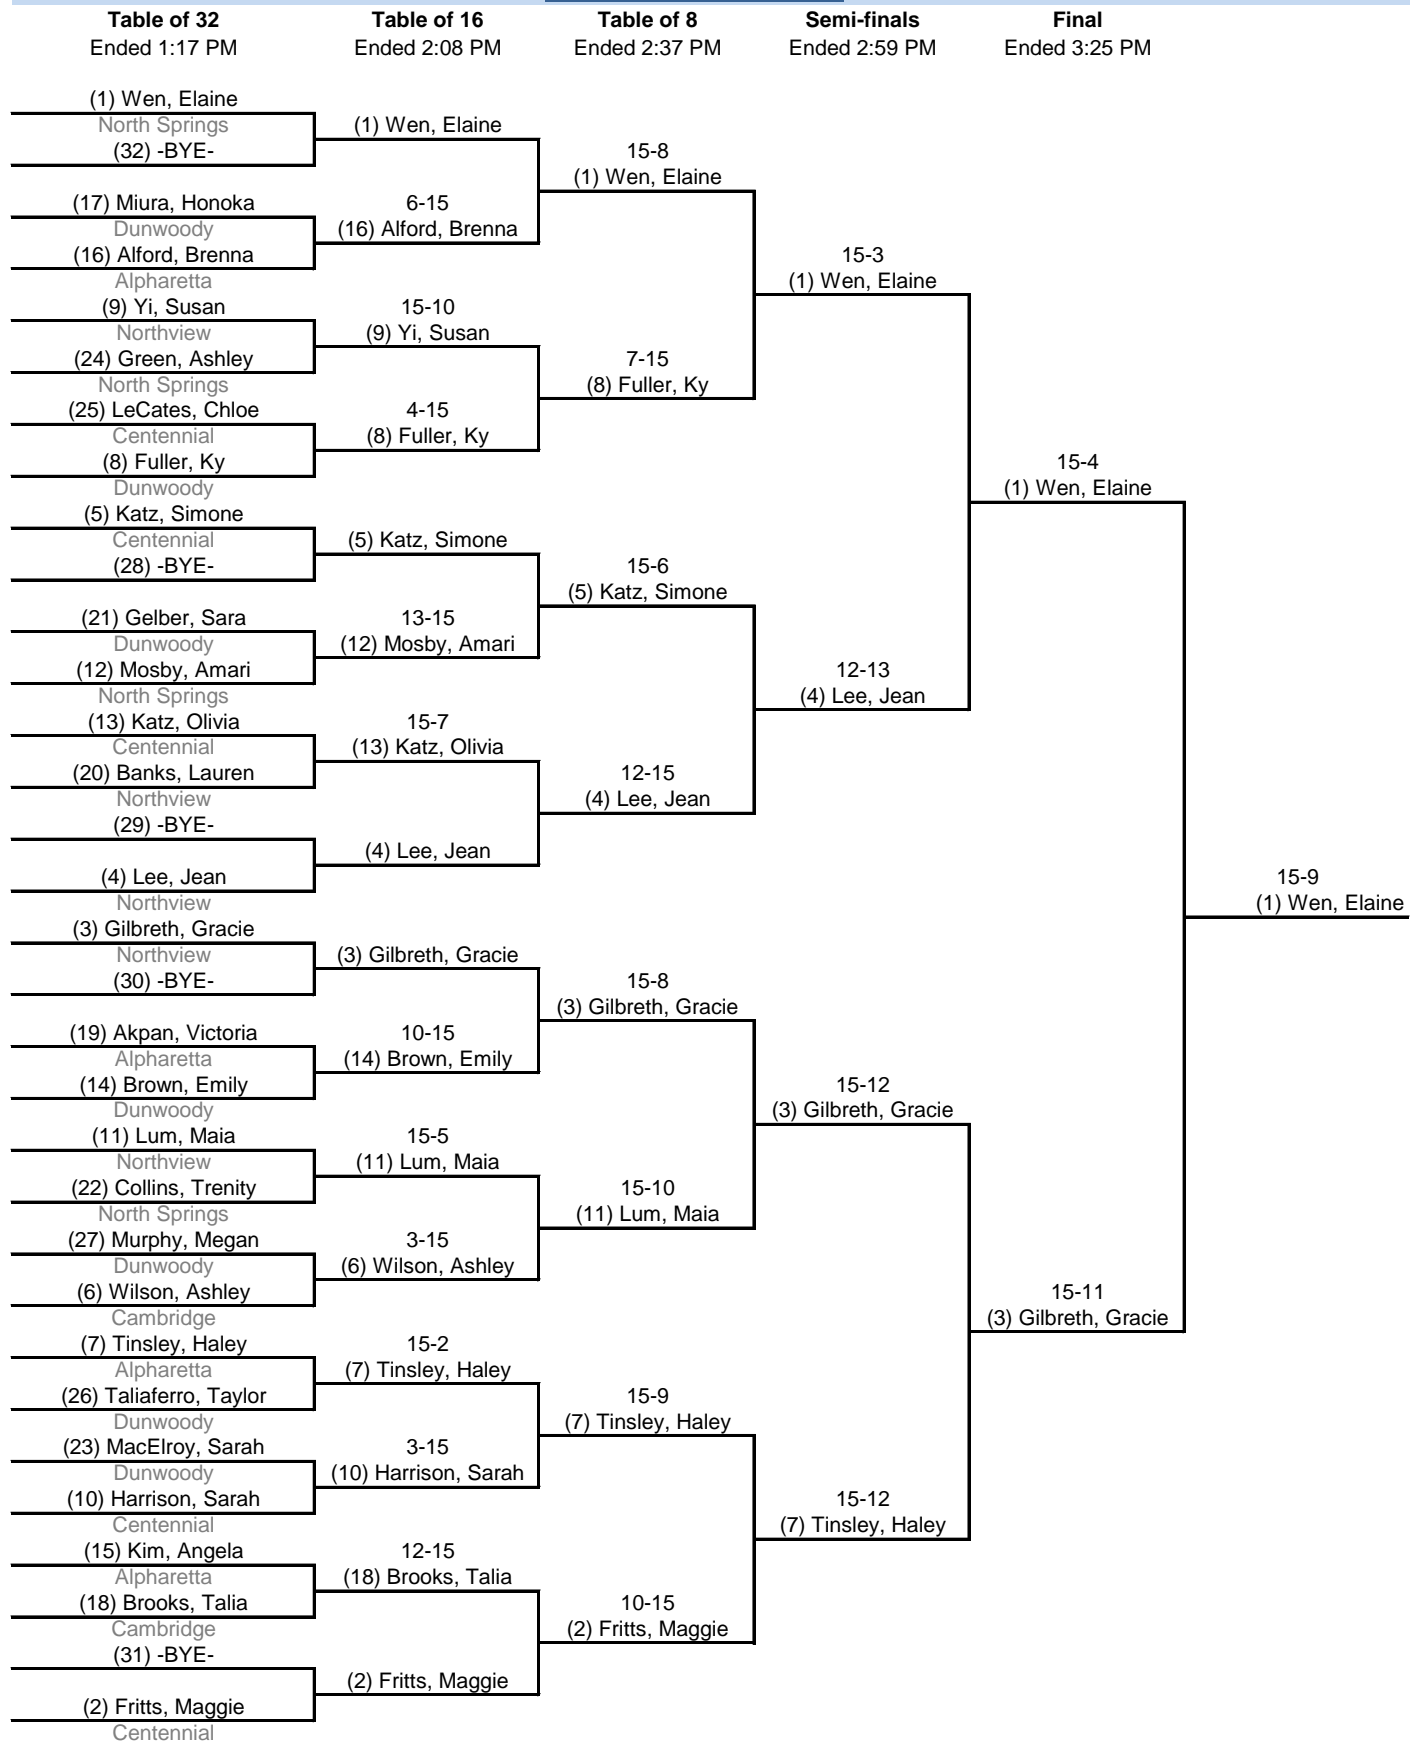 Table of 32
Ended 1:17 PM
Table of 16
Ended 2:08 PM
Table of 8
Ended 2:37 PM
Semi-finals
Ended 2:59 PM
Final
Ended 3:25 PM
(1) Wen, Elaine
North Springs
(32) -BYE-
(17) Miura, Honoka
Dunwoody
(16) Alford, Brenna
Alpharetta
(9) Yi, Susan
Northview
(24) Green, Ashley
North Springs
(25) LeCates, Chloe
Centennial
(8) Fuller, Ky
Dunwoody
(5) Katz, Simone
Centennial
(28) -BYE-
(21) Gelber, Sara
Dunwoody
(12) Mosby, Amari
North Springs
(13) Katz, Olivia
Centennial
(20) Banks, Lauren
Northview
(29) -BYE-
(4) Lee, Jean
Northview
(3) Gilbreth, Gracie
Northview
(30) -BYE-
(19) Akpan, Victoria
Alpharetta
(14) Brown, Emily
Dunwoody
(11) Lum, Maia
Northview
(22) Collins, Trenity
North Springs
(27) Murphy, Megan
Dunwoody
(6) Wilson, Ashley
Cambridge
(7) Tinsley, Haley
Alpharetta
(26) Taliaferro, Taylor
Dunwoody
(23) MacElroy, Sarah
Dunwoody
(10) Harrison, Sarah
Centennial
(15) Kim, Angela
Alpharetta
(18) Brooks, Talia
Cambridge
(31) -BYE-
(2) Fritts, Maggie
Centennial
(1) Wen, Elaine
6-15
(16) Alford, Brenna
15-10
(9) Yi, Susan
4-15
(8) Fuller, Ky
(5) Katz, Simone
13-15
(12) Mosby, Amari
15-7
(13) Katz, Olivia
(4) Lee, Jean
(3) Gilbreth, Gracie
10-15
(14) Brown, Emily
15-5
(11) Lum, Maia
3-15
(6) Wilson, Ashley
15-2
(7) Tinsley, Haley
3-15
(10) Harrison, Sarah
12-15
(18) Brooks, Talia
(2) Fritts, Maggie
15-8
(1) Wen, Elaine
7-15
(8) Fuller, Ky
15-6
(5) Katz, Simone
12-15
(4) Lee, Jean
15-8
(3) Gilbreth, Gracie
15-10
(11) Lum, Maia
15-9
(7) Tinsley, Haley
10-15
(2) Fritts, Maggie
15-3
(1) Wen, Elaine
12-13
(4) Lee, Jean
15-12
(3) Gilbreth, Gracie
15-12
(7) Tinsley, Haley
15-4
(1) Wen, Elaine
15-11
(3) Gilbreth, Gracie
15-9
(1) Wen, Elaine